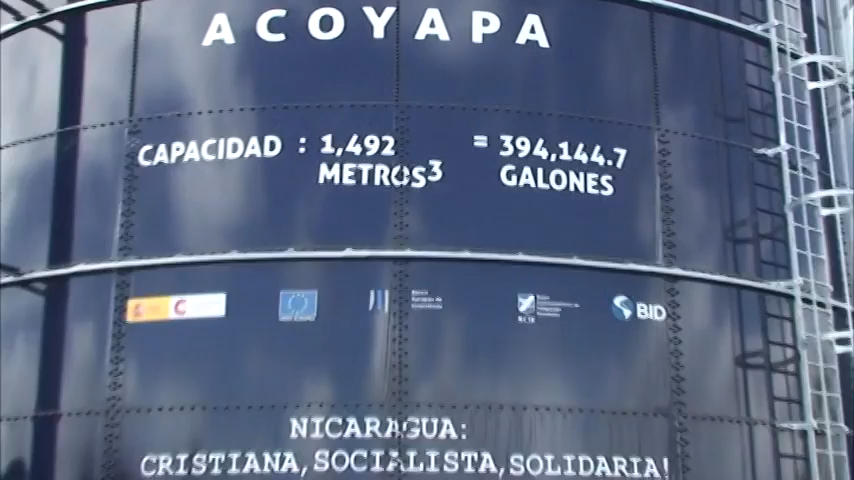 ACOYAPA
CAPACIDAD : 1,492 = 394,144.7
METROS3 GALONES
BID
NICARAGUA:
CRISTIANA, SOCIALISTA, SOLIDARIA!